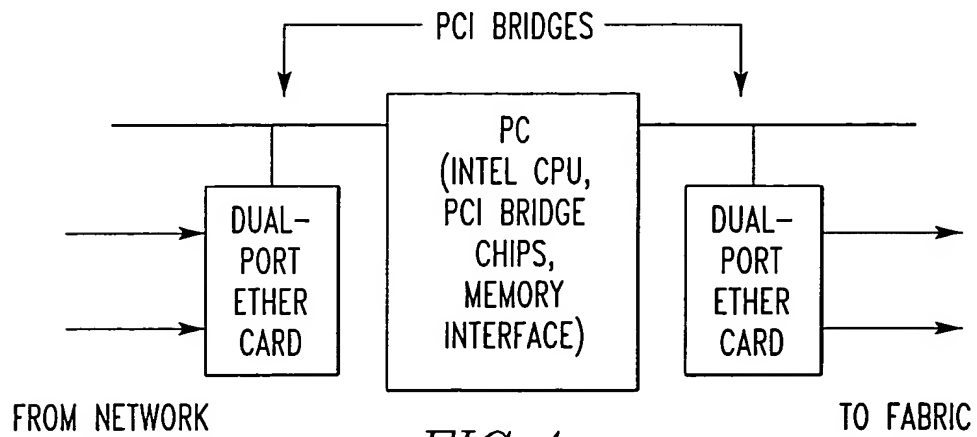 PCI BRIDGES
PC
(INTEL CPU,
PCI BRIDGE
CHIPS,
MEMORY
INTERFACE)
DUAL-
PORT
ETHER
CARD
DUAL-
PORT
ETHER
CARD
FROM NETWORK
TO FABRIC